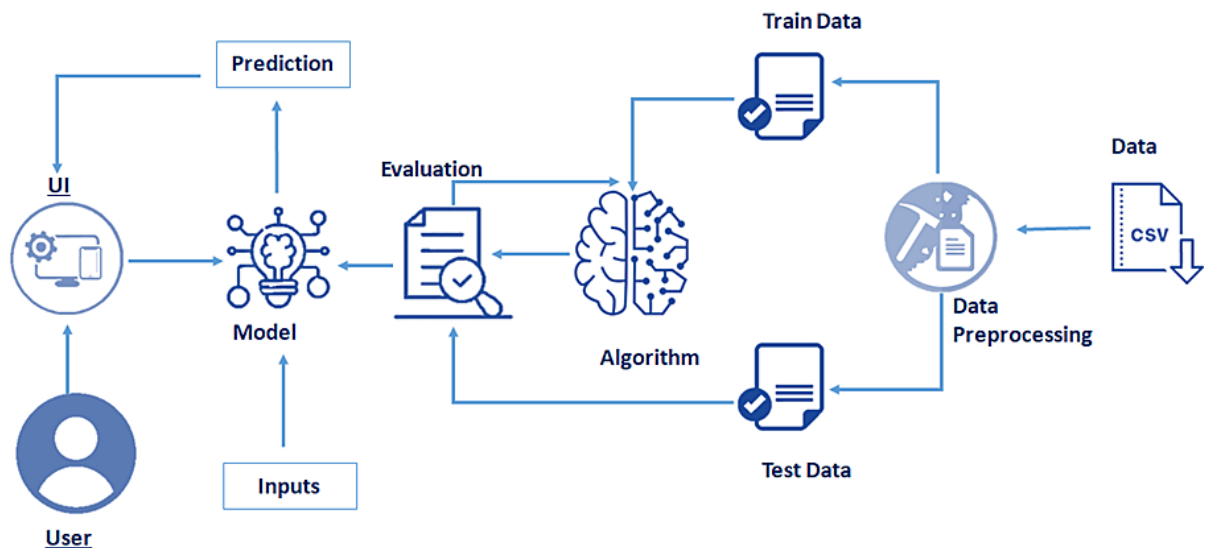 Train Data
Prediction
Data
Evaluation
UI
CSV
Data
Preprocessing
Model
Algorithm
Test Data
Inputs
User